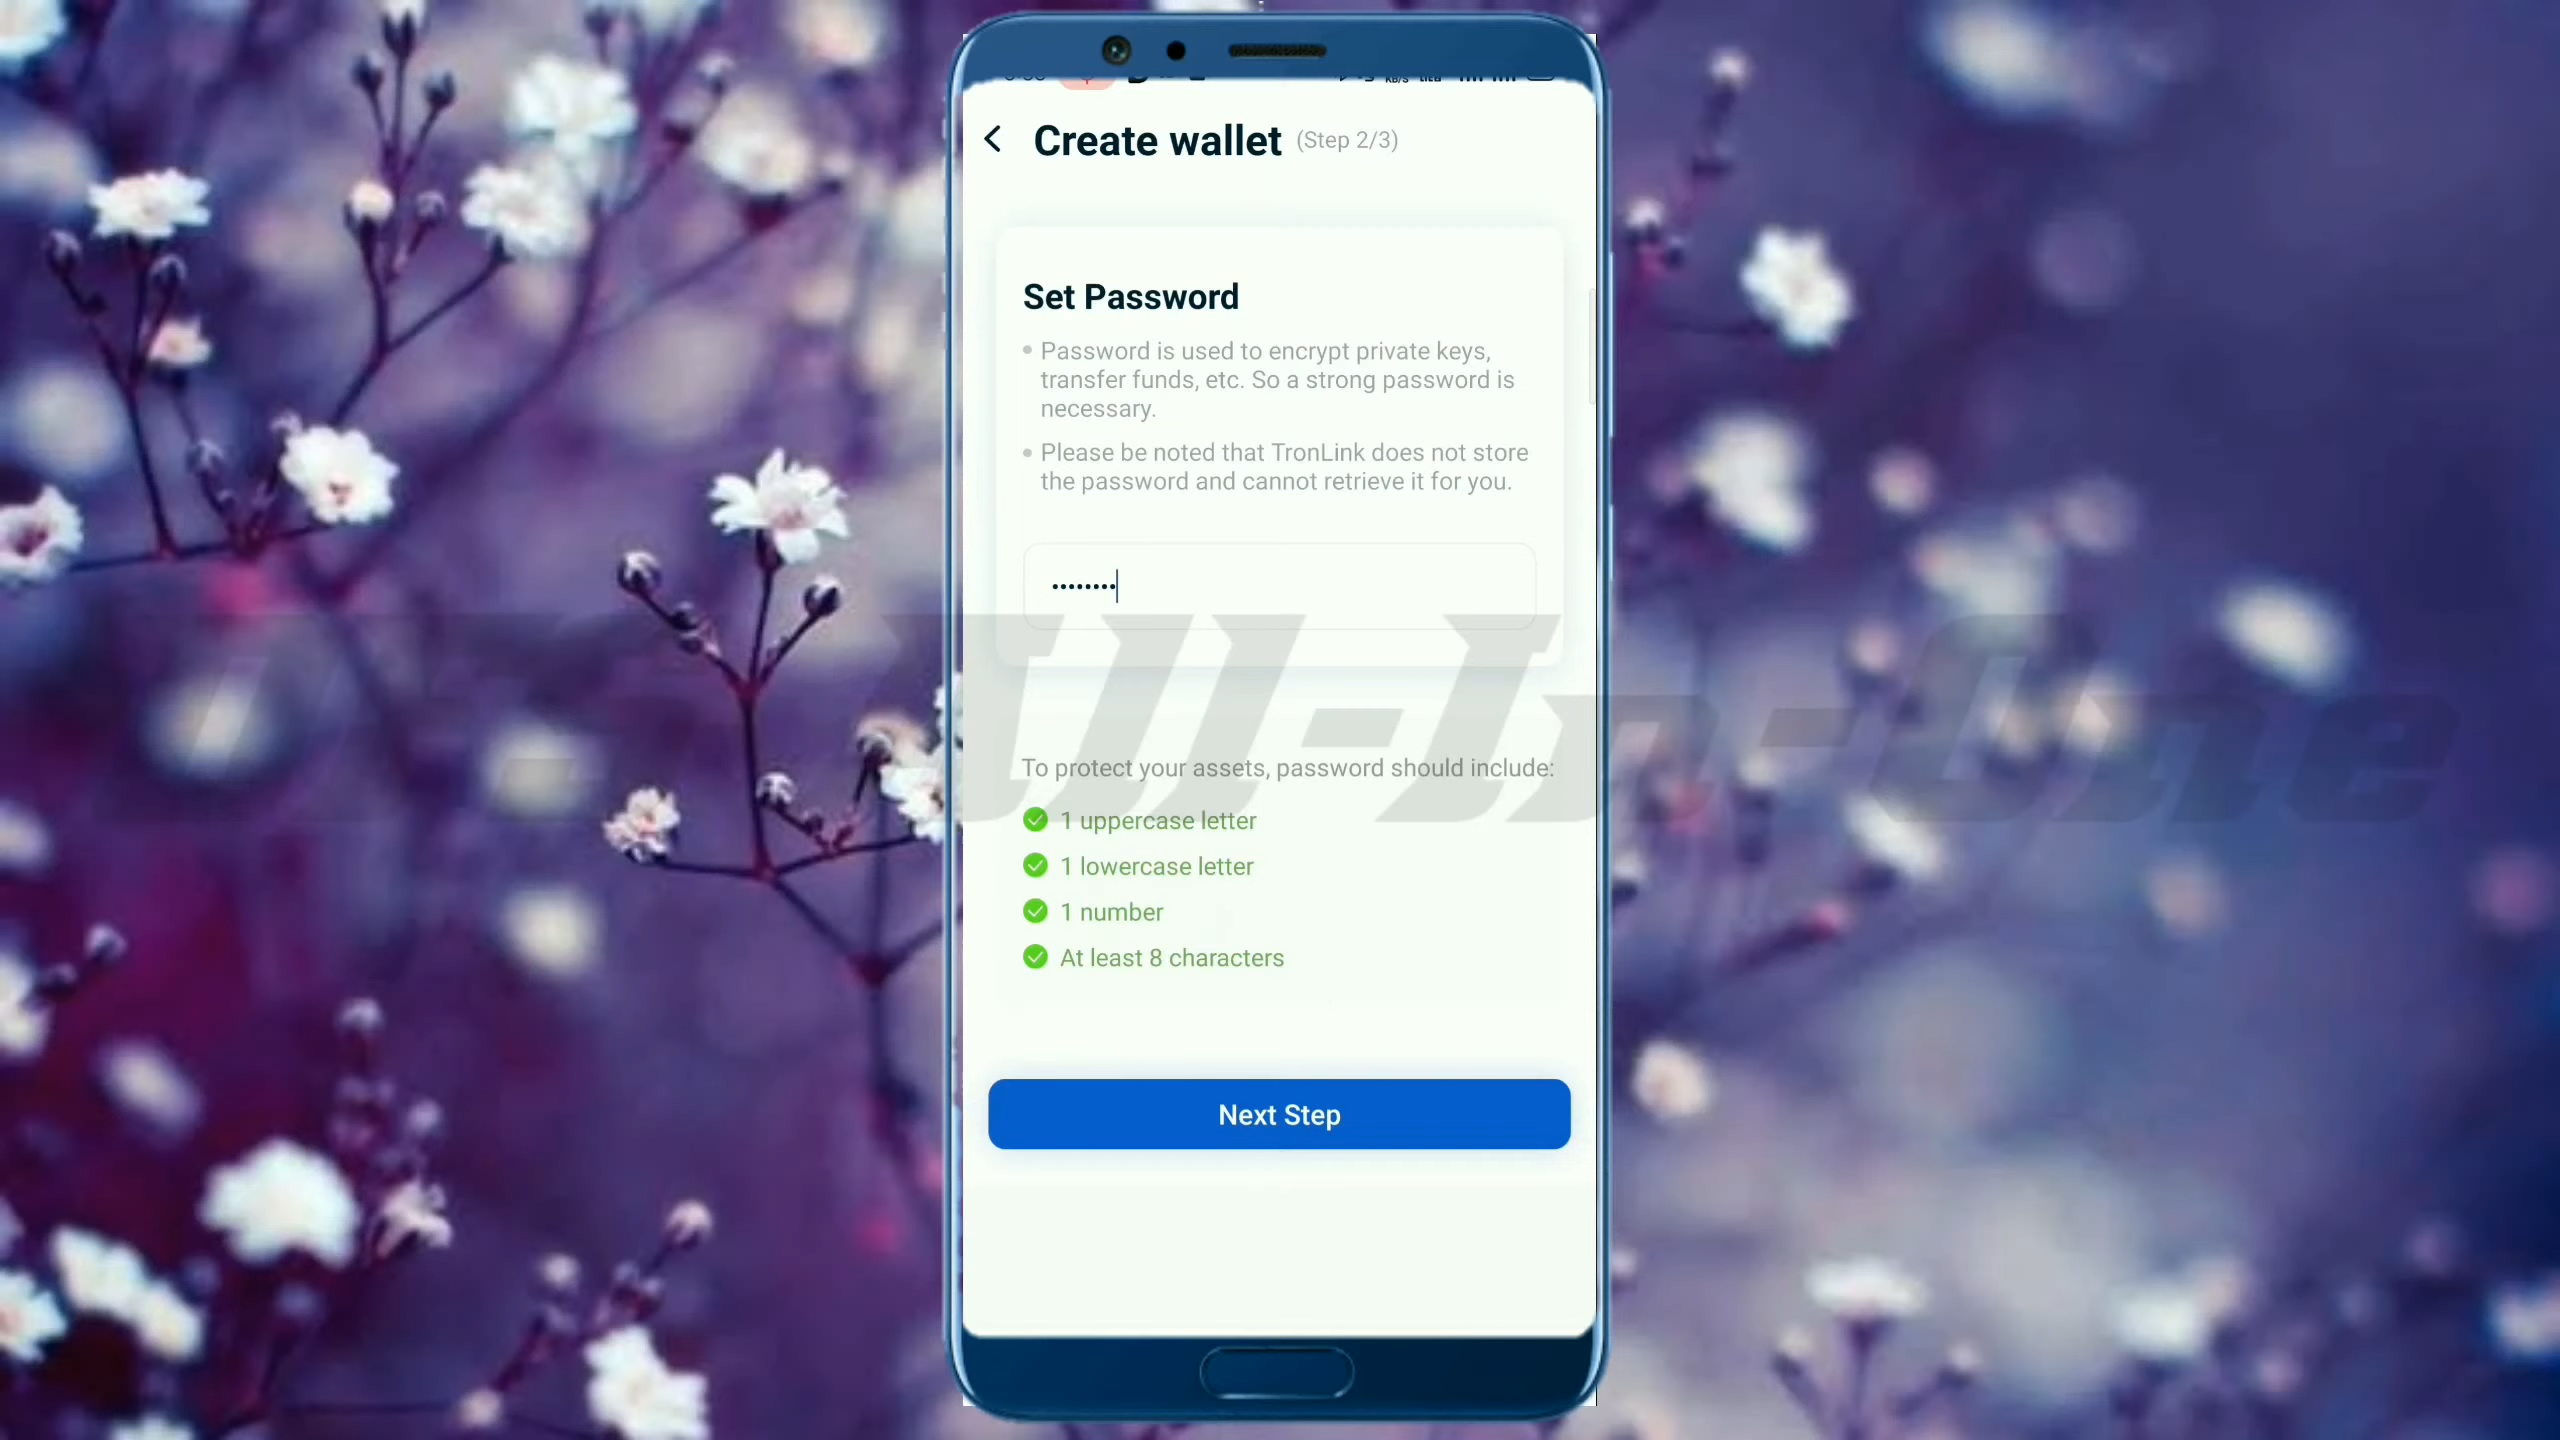 Create wallet (Step 2/3)
Set Password
Password is used to encrypt private keys,
transfer funds, etc. So a strong password is
necessary.
Please be noted that TronLink does not store
the password and cannot retrieve it for you.
••••••••
All-In-One
To protect your assets, password should include:
1 uppercase letter
1 lowercase letter
1 number
At least 8 characters
Next Step